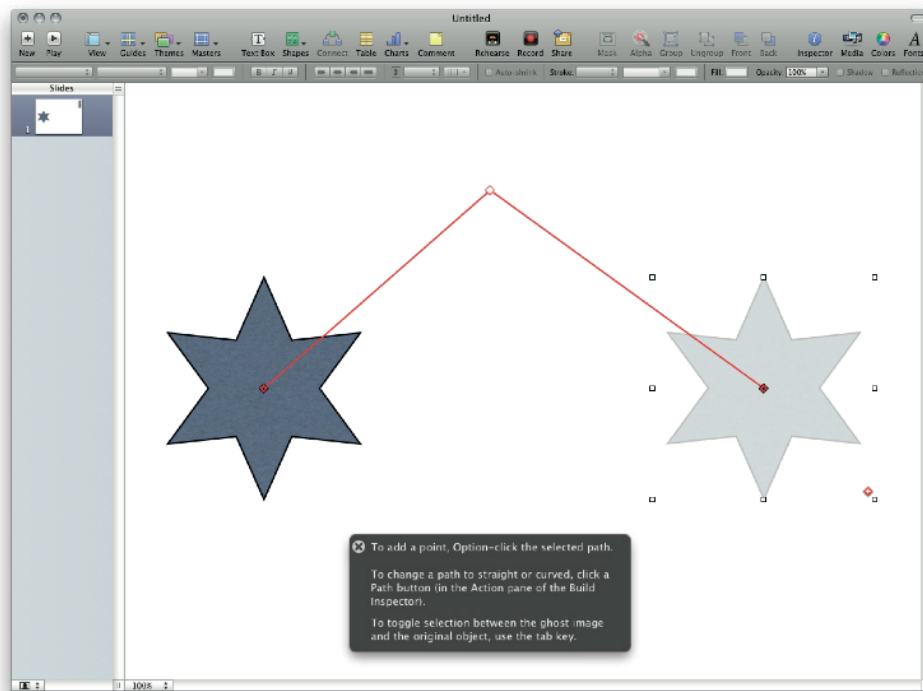 Untitled
New Play View Guides Themes Masters Text Box Shapes Connect Table Charts Comment Rehearse Record Share Mask Alpha Group Ungroup Front Back Inspector Media Colors Fonts
B I U Auto-shrink Stroke: Fill: Opacity: 100% Shadow Reflection
Slides
1
To add a point, Option-click the selected path.
To change a path to straight or curved, click a
Path button (in the Action pane of the Build
Inspector).
To toggle selection between the ghost image
and the original object, use the tab key.
100%